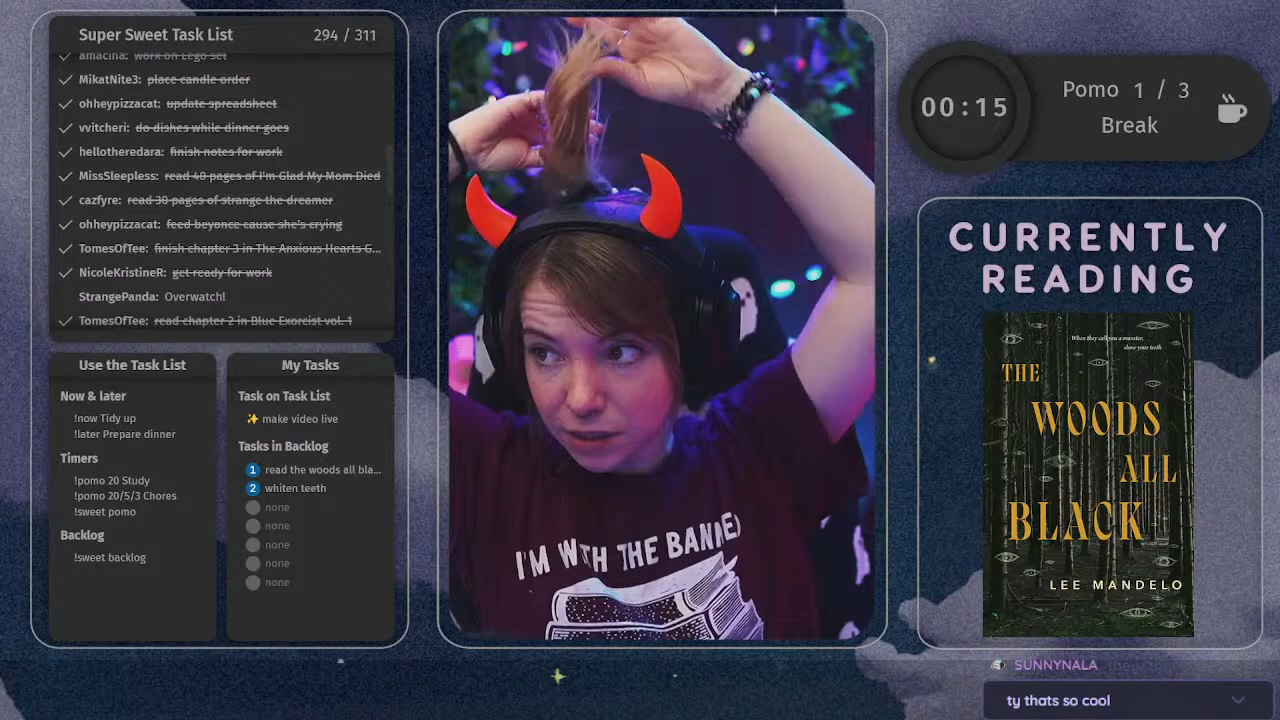 Super Sweet Task List 294 / 311
amacina: work on Lego set
MikatNite3: place candle order
ohheypizzacat: update spreadsheet
vvitcheri: do dishes while dinner goes
hellotheredara: finish notes for work
MissSleepless: read 40 pages of I'm Glad My Mom Died
cazfyre: read 30 pages of strange the dreamer
ohheypizzacat: feed beyonce cause she's crying
TomesOfTee: finish chapter 3 in The Anxious Hearts G...
NicoleKristineR: get ready for work
StrangePanda: Overwatch!
TomesOfTee: read chapter 2 in Blue Exorcist vol. 1
Use the Task List
Now & later
!now Tidy up
!later Prepare dinner
Timers
!pomo 20 Study
!pomo 20/5/3 Chores
!sweet pomo
Backlog
!sweet backlog
My Tasks
Task on Task List
✨ make video live
Tasks in Backlog
1 read the woods all bla...
2 whiten teeth
none
none
none
none
none
I'M WITH THE BANNED
00:15
Pomo 1 / 3
Break
CURRENTLY
READING
When they call you a monster,
show your teeth
THE
WOODS
ALL
BLACK
LEE MANDELO
SUNNYNALA
ty thats so cool